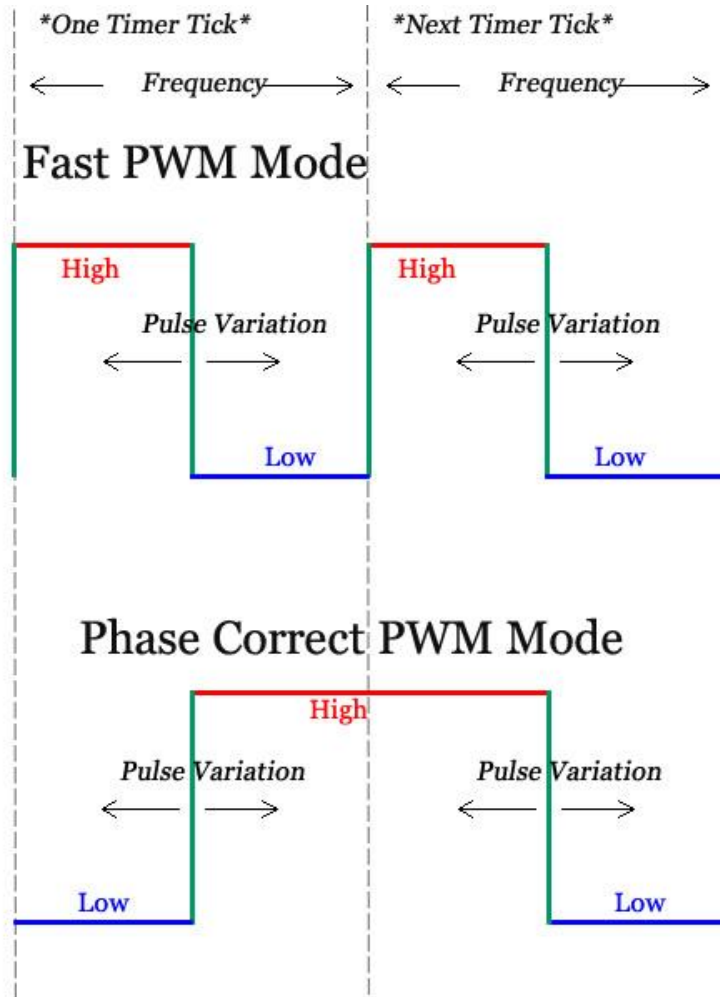 *One Timer Tick* *Next Timer Tick*
Frequency Frequency
Fast PWM Mode
High High
Pulse Variation Pulse Variation
Low Low
Phase Correct PWM Mode
High
Pulse Variation Pulse Variation
Low Low